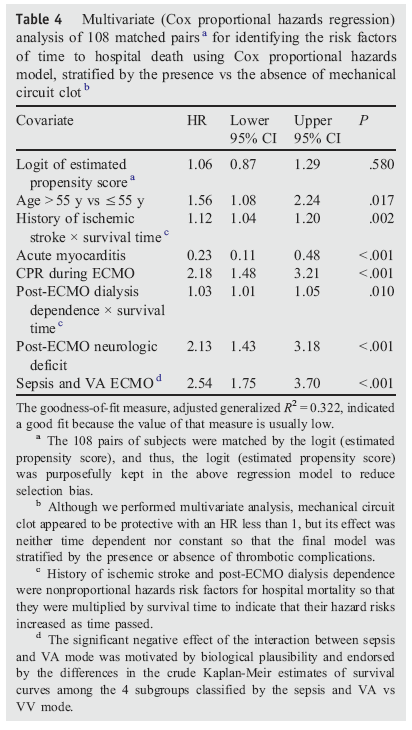 Table 4 Multivariate (Cox proportional hazards regression)
analysis of 108 matched pairs a for identifying the risk factors
of time to hospital death using Cox proportional hazards
model, stratified by the presence vs the absence of mechanical
circuit clot b
Covariate HR Lower Upper P
95% CI 95% CI
Logit of estimated 1.06 0.87 1.29 .580
propensity score a
Age > 55 y vs ≤ 55 y 1.56 1.08 2.24 .017
History of ischemic 1.12 1.04 1.20 .002
stroke × survival time c
Acute myocarditis 0.23 0.11 0.48 <.001
CPR during ECMO 2.18 1.48 3.21 <.001
Post-ECMO dialysis 1.03 1.01 1.05 .010
dependence × survival
time c
Post-ECMO neurologic 2.13 1.43 3.18 <.001
deficit
Sepsis and VA ECMO d 2.54 1.75 3.70 <.001
The goodness-of-fit measure, adjusted generalized R2 = 0.322, indicated
a good fit because the value of that measure is usually low.
a The 108 pairs of subjects were matched by the logit (estimated
propensity score), and thus, the logit (estimated propensity score)
was purposefully kept in the above regression model to reduce
selection bias.
b Although we performed multivariate analysis, mechanical circuit
clot appeared to be protective with an HR less than 1, but its effect was
neither time dependent nor constant so that the final model was
stratified by the presence or absence of thrombotic complications.
c History of ischemic stroke and post-ECMO dialysis dependence
were nonproportional hazards risk factors for hospital mortality so that
they were multiplied by survival time to indicate that their hazard risks
increased as time passed.
d The significant negative effect of the interaction between sepsis
and VA mode was motivated by biological plausibility and endorsed
by the differences in the crude Kaplan-Meir estimates of survival
curves among the 4 subgroups classified by the sepsis and VA vs
VV mode.